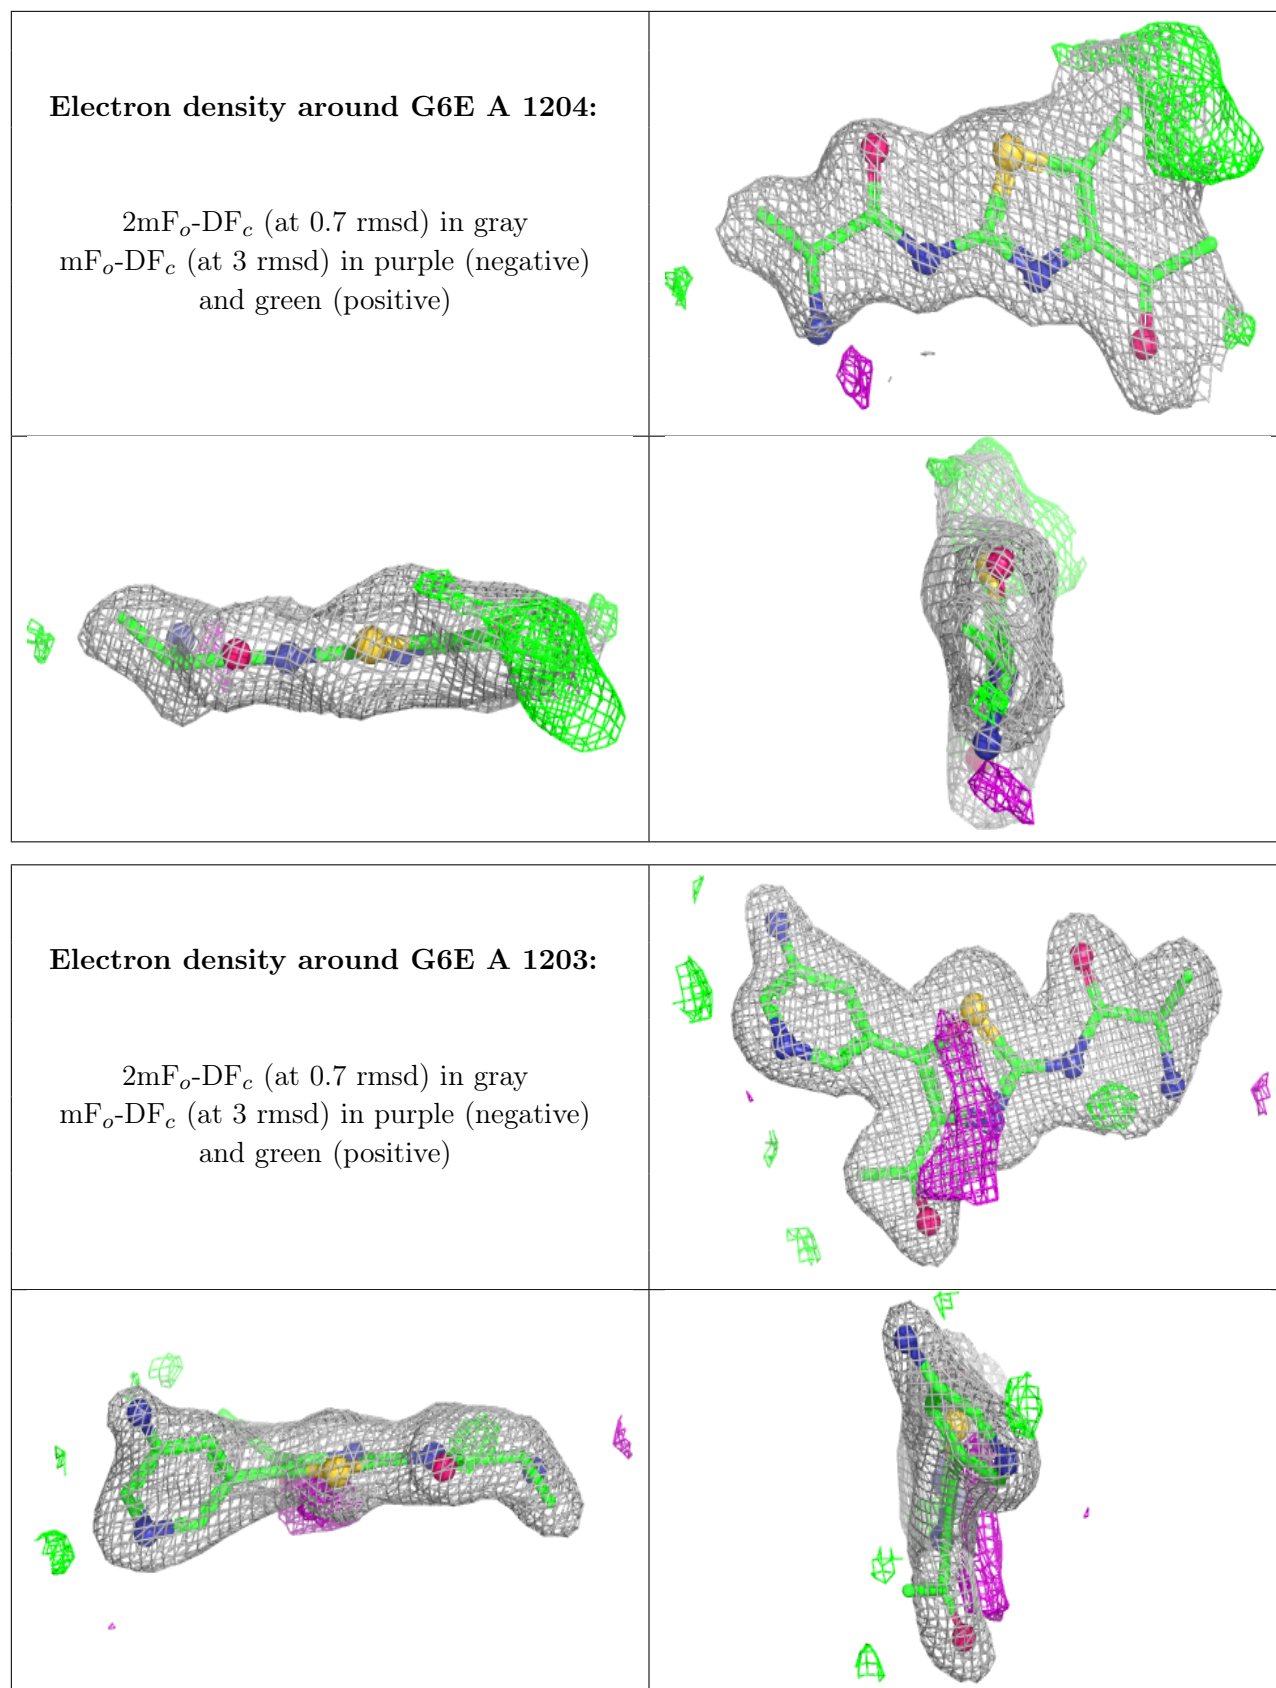 Electron density around G6E A 1204:
2mFo-DFc (at 0.7 rmsd) in gray
mFo-DFc (at 3 rmsd) in purple (negative)
and green (positive)
Electron density around G6E A 1203:
2mFo-DFc (at 0.7 rmsd) in gray
mFo-DFc (at 3 rmsd) in purple (negative)
and green (positive)